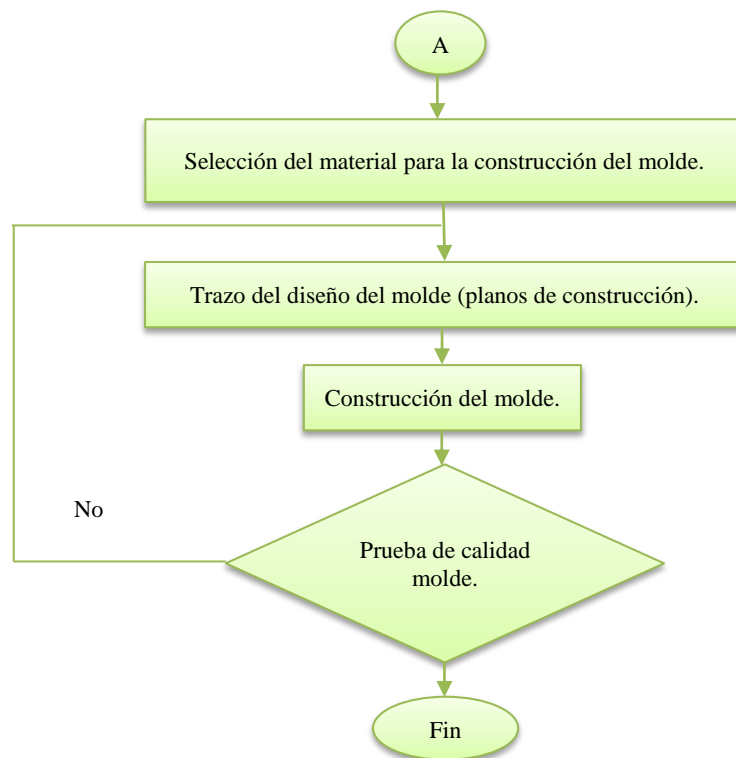 A
Selección del material para la construcción del molde.
Trazo del diseño del molde (planos de construcción).
Construcción del molde.
No
Prueba de calidad
molde.
Fin